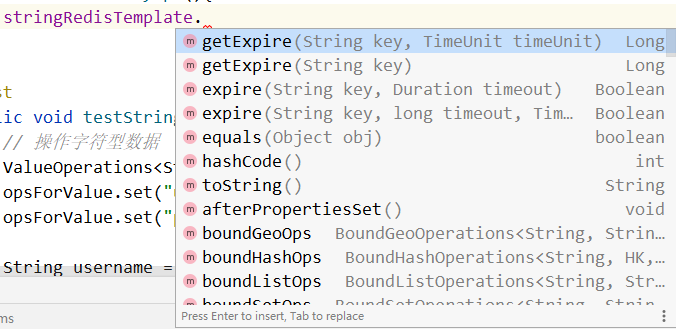 stringRedisTemplate.
getExpire(String key, TimeUnit timeUnit) Long
getExpire(String key) Long
expire(String key, Duration timeout) Boolean
expire(String key, long timeout, Tim… Boolean
equals(Object obj) boolean
hashCode() int
toString() String
afterPropertiesSet() void
boundGeoOps BoundGeoOperations<String, Strin…
boundHashOps BoundHashOperations<String, HK,…
boundListOps BoundListOperations<String, Str…
boundSetOps BoundSetOperations<String, Strin…
Press Enter to insert, Tab to replace
st
lic void testString
// 操作字符型数据
ValueOperations<St
opsForValue.set("
opsForValue.set("p
String username =
ms